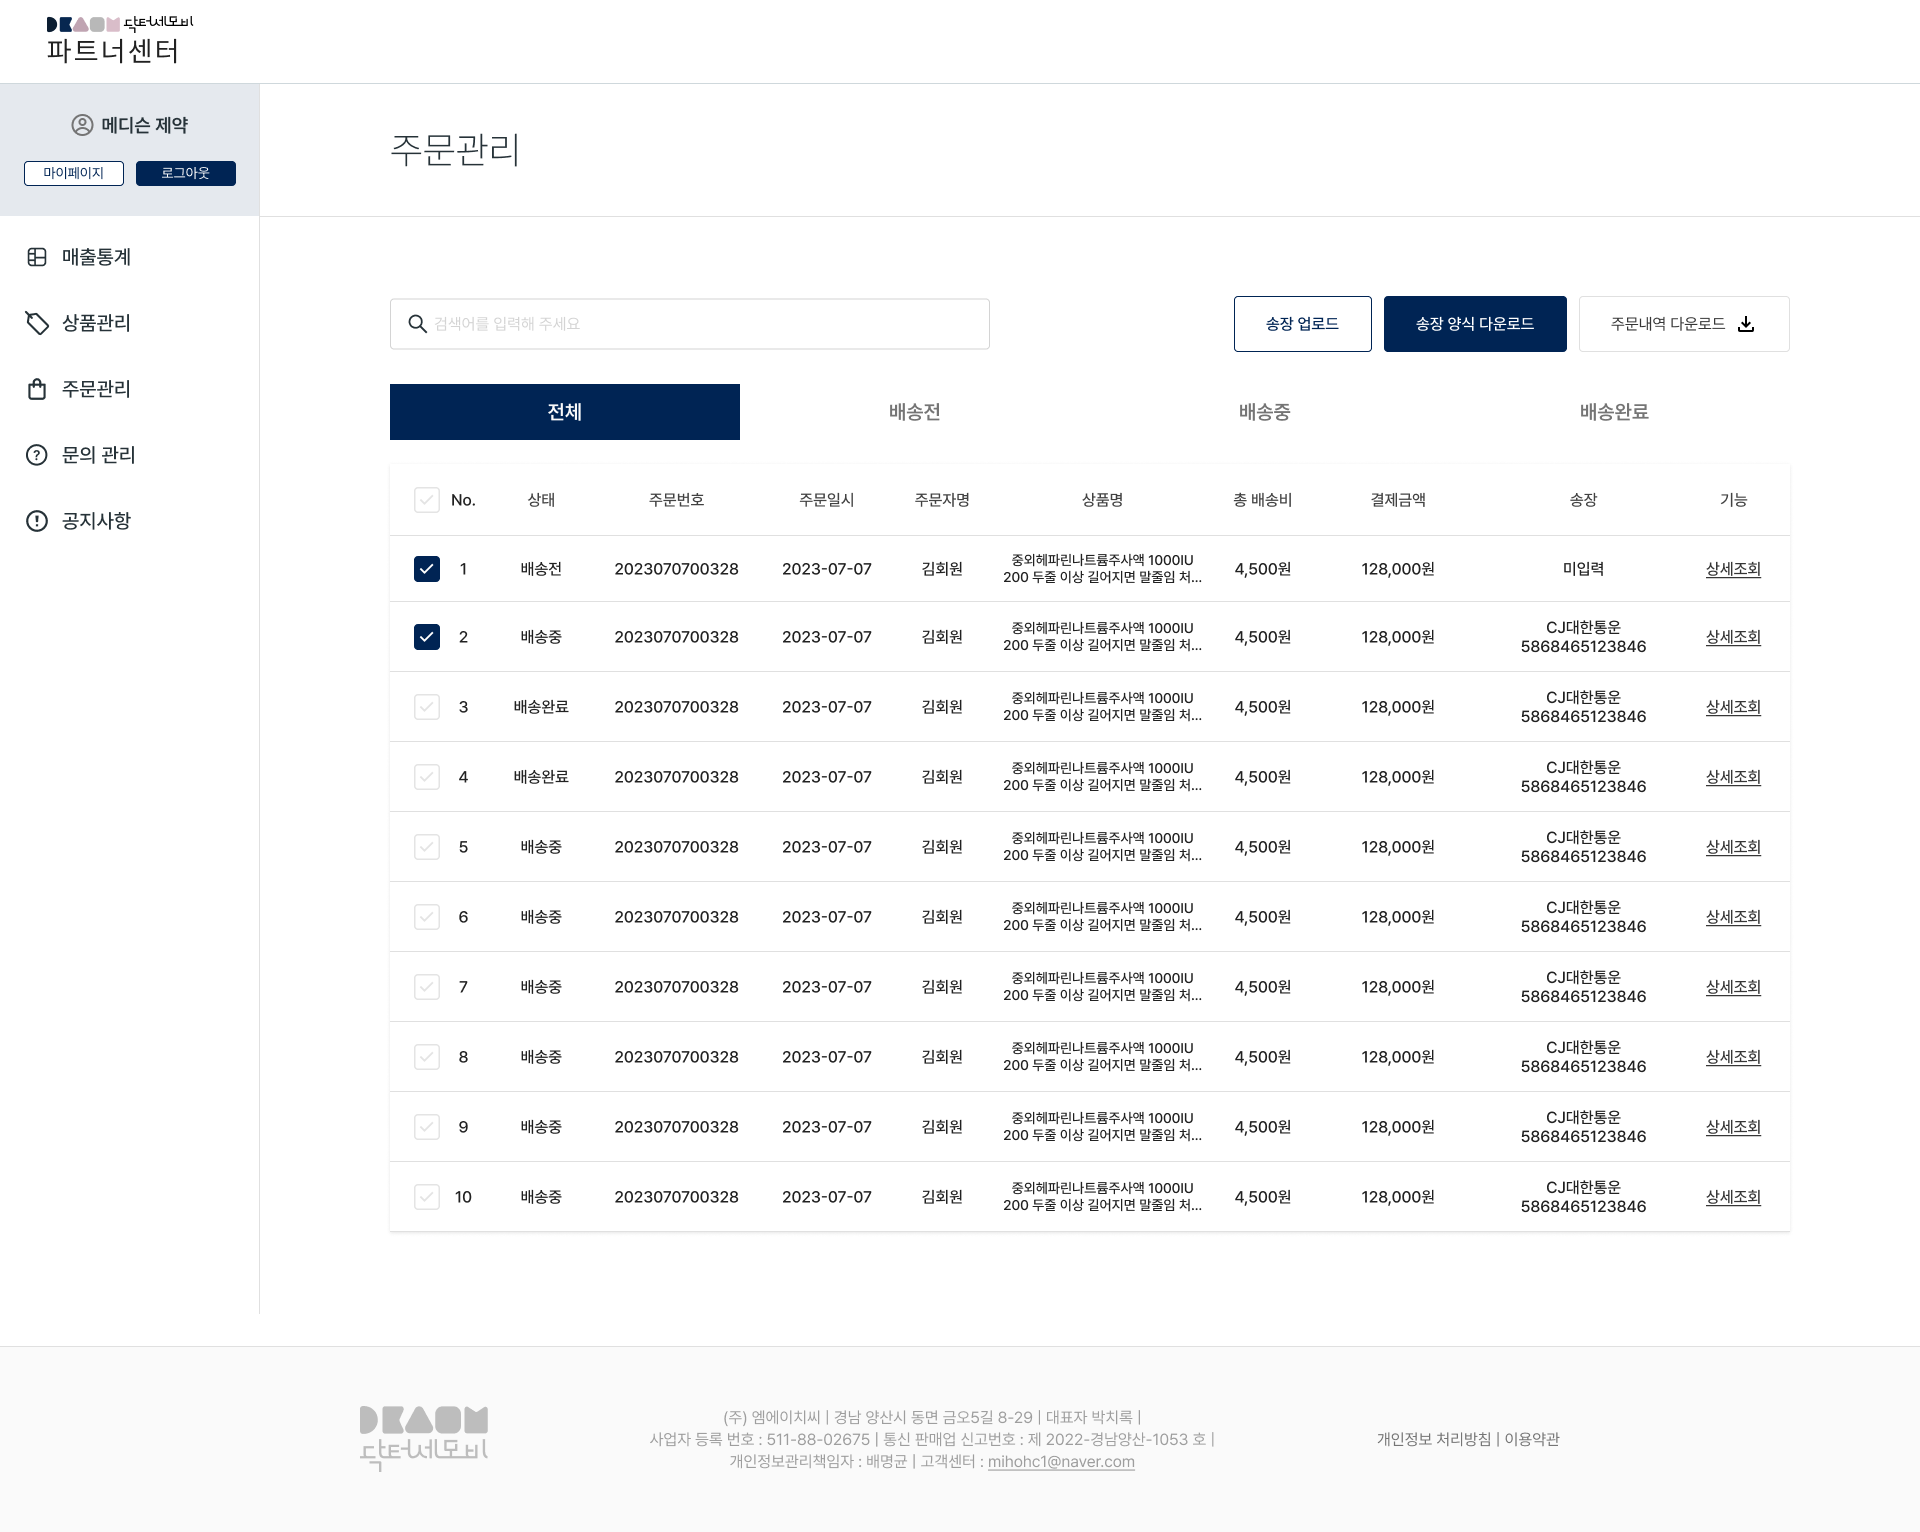 DKAOM 닥터세모비
파트너센터
메디슨 제약
마이페이지 로그아웃
매출통계
상품관리
주문관리
문의 관리
공지사항
주문관리
검색어를 입력해 주세요
송장 업로드 송장 양식 다운로드 주문내역 다운로드
전체 배송전 배송중 배송완료
No. 상태 주문번호 주문일시 주문자명 상품명 총 배송비 결제금액 송장 기능
1 배송전 2023070700328 2023-07-07 김회원 중외헤파린나트륨주사액 1000IU 4,500원 128,000원 미입력 상세조회
200 두줄 이상 길어지면 말줄임 처...
2 배송중 2023070700328 2023-07-07 김회원 중외헤파린나트륨주사액 1000IU 4,500원 128,000원 CJ대한통운 상세조회
200 두줄 이상 길어지면 말줄임 처... 5868465123846
3 배송완료 2023070700328 2023-07-07 김회원 중외헤파린나트륨주사액 1000IU 4,500원 128,000원 CJ대한통운 상세조회
200 두줄 이상 길어지면 말줄임 처... 5868465123846
4 배송완료 2023070700328 2023-07-07 김회원 중외헤파린나트륨주사액 1000IU 4,500원 128,000원 CJ대한통운 상세조회
200 두줄 이상 길어지면 말줄임 처... 5868465123846
5 배송중 2023070700328 2023-07-07 김회원 중외헤파린나트륨주사액 1000IU 4,500원 128,000원 CJ대한통운 상세조회
200 두줄 이상 길어지면 말줄임 처... 5868465123846
6 배송중 2023070700328 2023-07-07 김회원 중외헤파린나트륨주사액 1000IU 4,500원 128,000원 CJ대한통운 상세조회
200 두줄 이상 길어지면 말줄임 처... 5868465123846
7 배송중 2023070700328 2023-07-07 김회원 중외헤파린나트륨주사액 1000IU 4,500원 128,000원 CJ대한통운 상세조회
200 두줄 이상 길어지면 말줄임 처... 5868465123846
8 배송중 2023070700328 2023-07-07 김회원 중외헤파린나트륨주사액 1000IU 4,500원 128,000원 CJ대한통운 상세조회
200 두줄 이상 길어지면 말줄임 처... 5868465123846
9 배송중 2023070700328 2023-07-07 김회원 중외헤파린나트륨주사액 1000IU 4,500원 128,000원 CJ대한통운 상세조회
200 두줄 이상 길어지면 말줄임 처... 5868465123846
10 배송중 2023070700328 2023-07-07 김회원 중외헤파린나트륨주사액 1000IU 4,500원 128,000원 CJ대한통운 상세조회
200 두줄 이상 길어지면 말줄임 처... 5868465123846
DKAOM
닥터세모비
(주) 엠에이치씨 | 경남 양산시 동면 금오5길 8-29 | 대표자 박치록 |
사업자 등록 번호 : 511-88-02675 | 통신 판매업 신고번호 : 제 2022-경남양산-1053 호 |
개인정보관리책임자 : 배명균 | 고객센터 : mihohc1@naver.com
개인정보 처리방침 | 이용약관